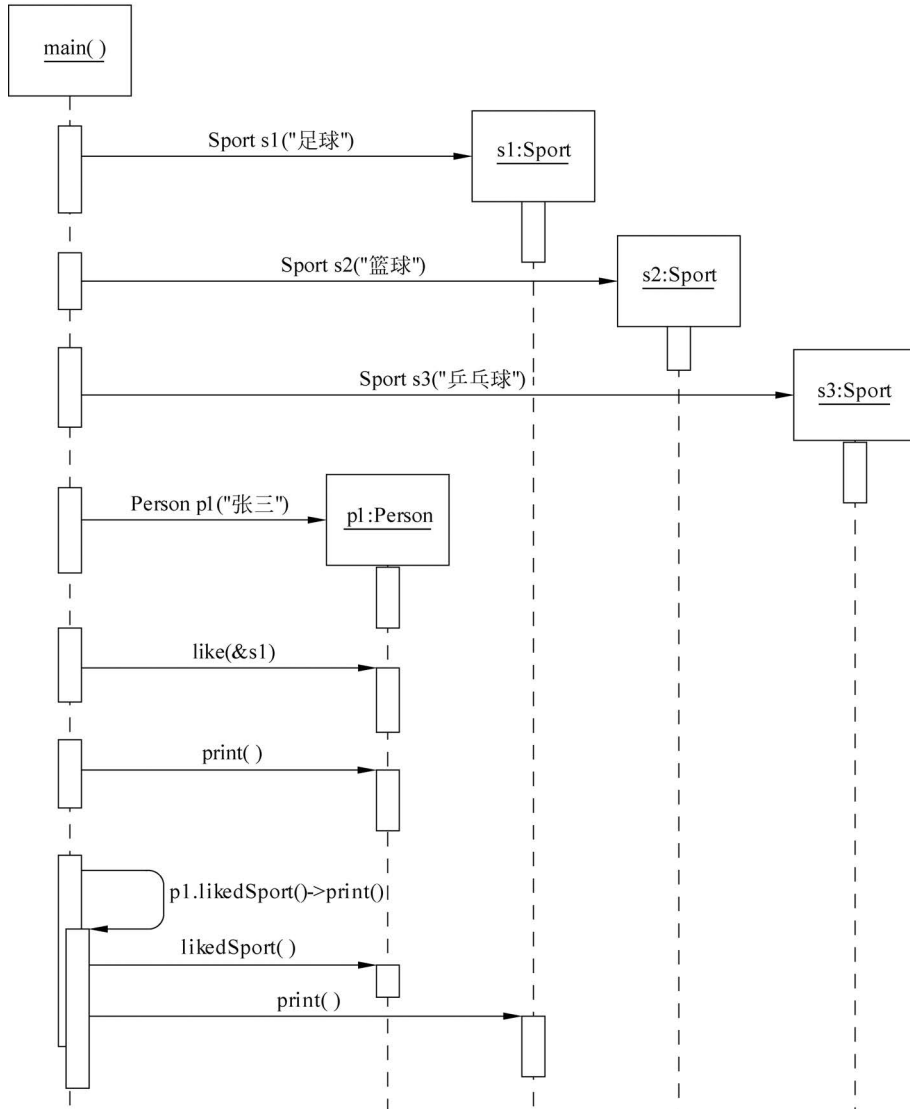 main( )
Sport s1("足球")
s1:Sport
Sport s2("篮球")
s2:Sport
Sport s3("乒乓球")
s3:Sport
Person p1("张三")
p1:Person
like(&s1)
print( )
p1.likedSport()->print()
likedSport( )
print( )